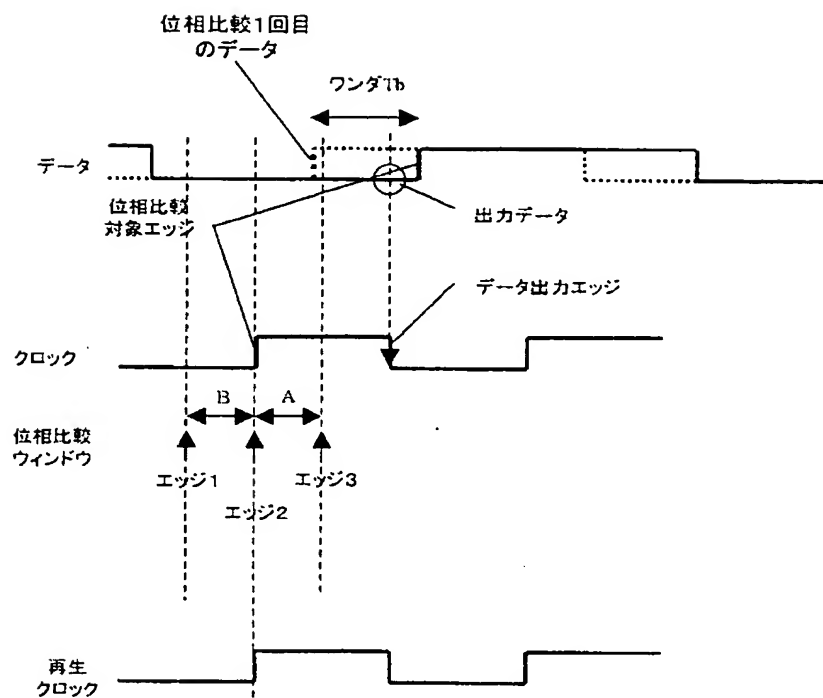 位相比較1回目
のデータ
ワンダTb
データ
位相比較
対象エッジ
出力データ
データ出力エッジ
クロック
B
A
位相比較
ウィンドウ
エッジ1
エッジ2
エッジ3
再生
クロック